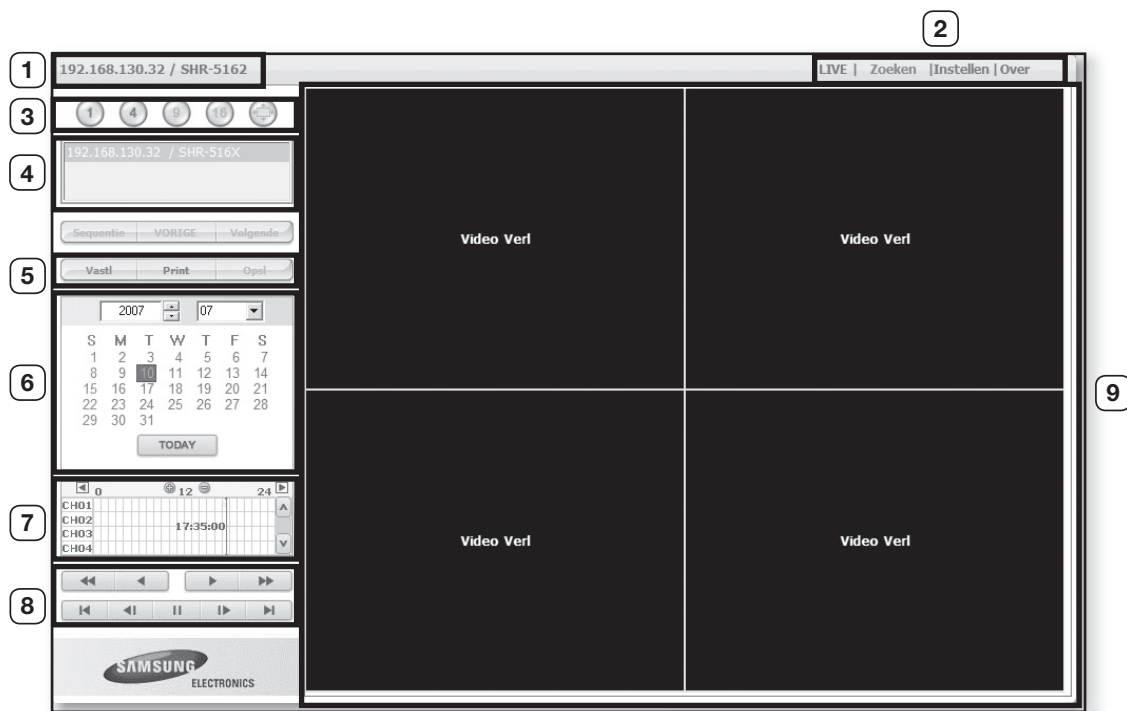 2
1
192.168.130.32 / SHR-5162
LIVE | Zoeken |Instellen | Over
3
1 4 9 16
4
192.168.130.32 / SHR-516X
Sequentie VORIGE Volgende
5
Vastl Print Opsl
6
2007 07
S M T W T F S
1 2 3 4 5 6 7
8 9 10 11 12 13 14
15 16 17 18 19 20 21
22 23 24 25 26 27 28
29 30 31
TODAY
7
0 12 24
CH01
CH02
17:35:00
CH03
CH04
8
SAMSUNG
ELECTRONICS
Video Verl Video Verl
Video Verl Video Verl
9